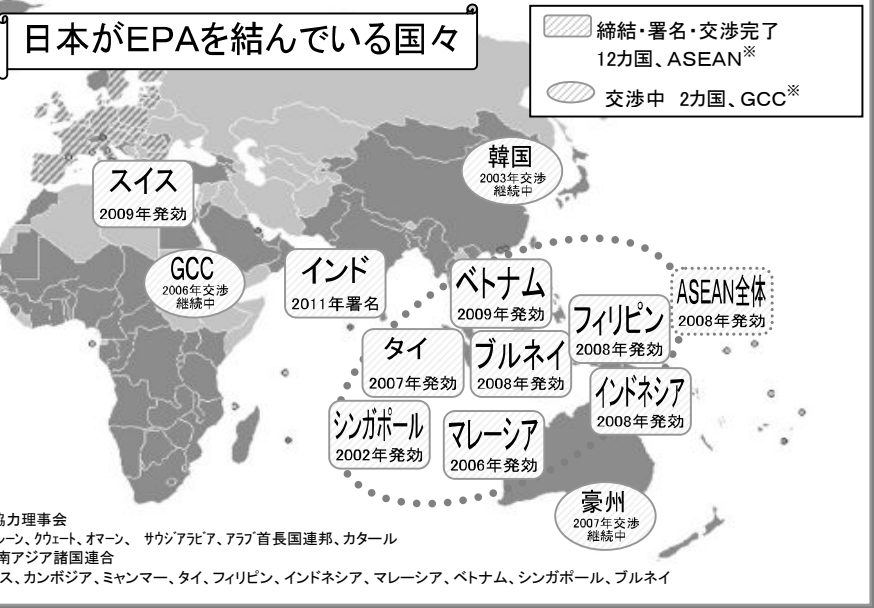 日本がEPAを結んでいる国々
締結・署名・交渉完了
12カ国、ASEAN※
交渉中 2カ国、GCC※
韓国
2003年交渉
継続中
スイス
2009年発効
GCC
2006年交渉
継続中
インド
2011年署名
ベトナム
2009年発効
フィリピン
2008年発効
ASEAN全体
2008年発効
タイ
2007年発効
ブルネイ
2008年発効
インドネシア
2008年発効
シンガポール
2002年発効
マレーシア
2006年発効
豪州
2007年交渉
継続中
協力理事会
レーン、クウェート、オマーン、 サウジアラビア、アラブ首長国連邦、カタール
南アジア諸国連合
ス、カンボジア、ミャンマー、タイ、フィリピン、インドネシア、マレーシア、ベトナム、シンガポール、ブルネイ